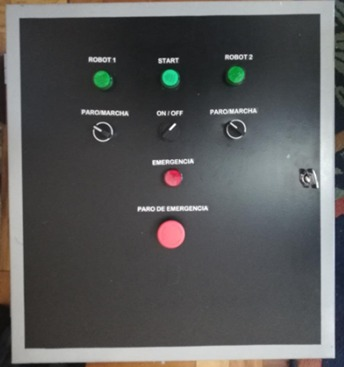 ROBOT 1 START ROBOT 2
PARO/MARCHA ON / OFF PARO/MARCHA
EMERGENCIA
PARO DE EMERGENCIA